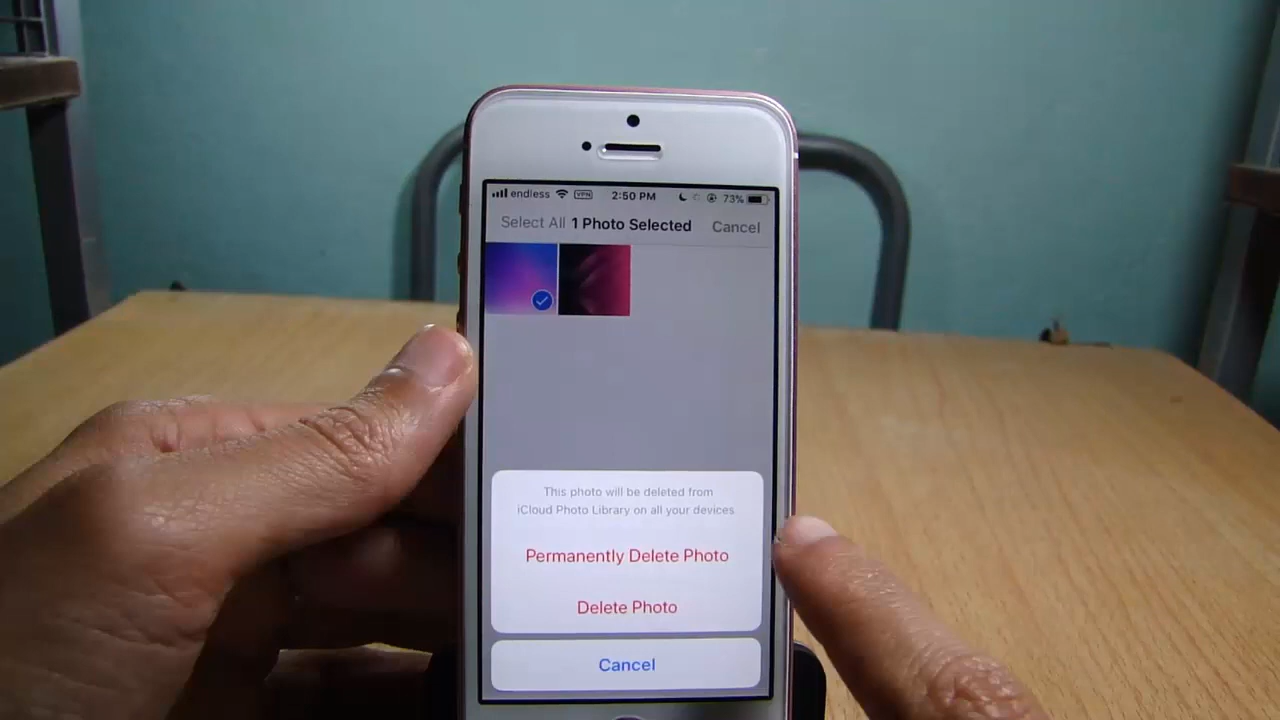 endless VPN 2:50 PM 73%
Select All 1 Photo Selected Cancel
This photo will be deleted from
iCloud Photo Library on all your devices
Permanently Delete Photo
Delete Photo
Cancel